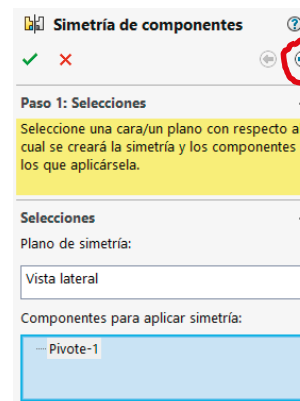 Simetría de componentes
Paso 1: Selecciones
Seleccione una cara/un plano con respecto a
cual se creará la simetría y los componentes
los que aplicársela.
Selecciones
Plano de simetría:
Vista lateral
Componentes para aplicar simetría:
Pivote-1